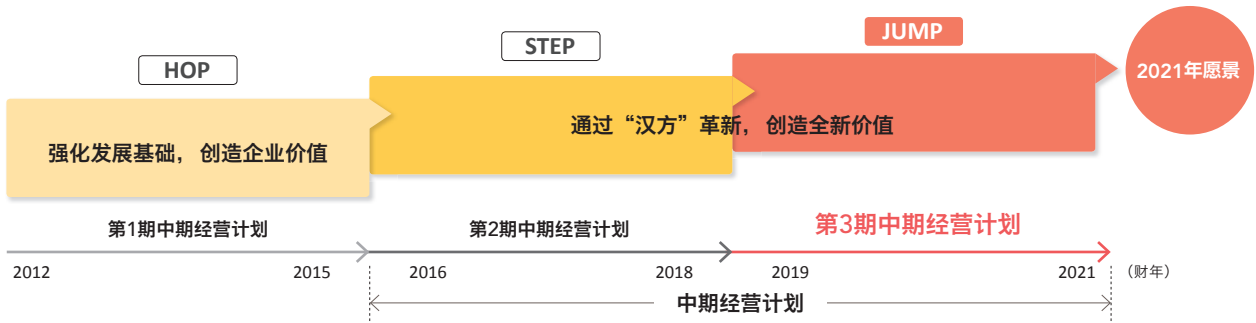 HOP
STEP
JUMP
2021年愿景
强化发展基础，创造企业价值
通过“汉方”革新，创造全新价值
第1期中期经营计划
第2期中期经营计划
第3期中期经营计划
2012
2015
2016
2018
2019
2021
（财年）
中期经营计划